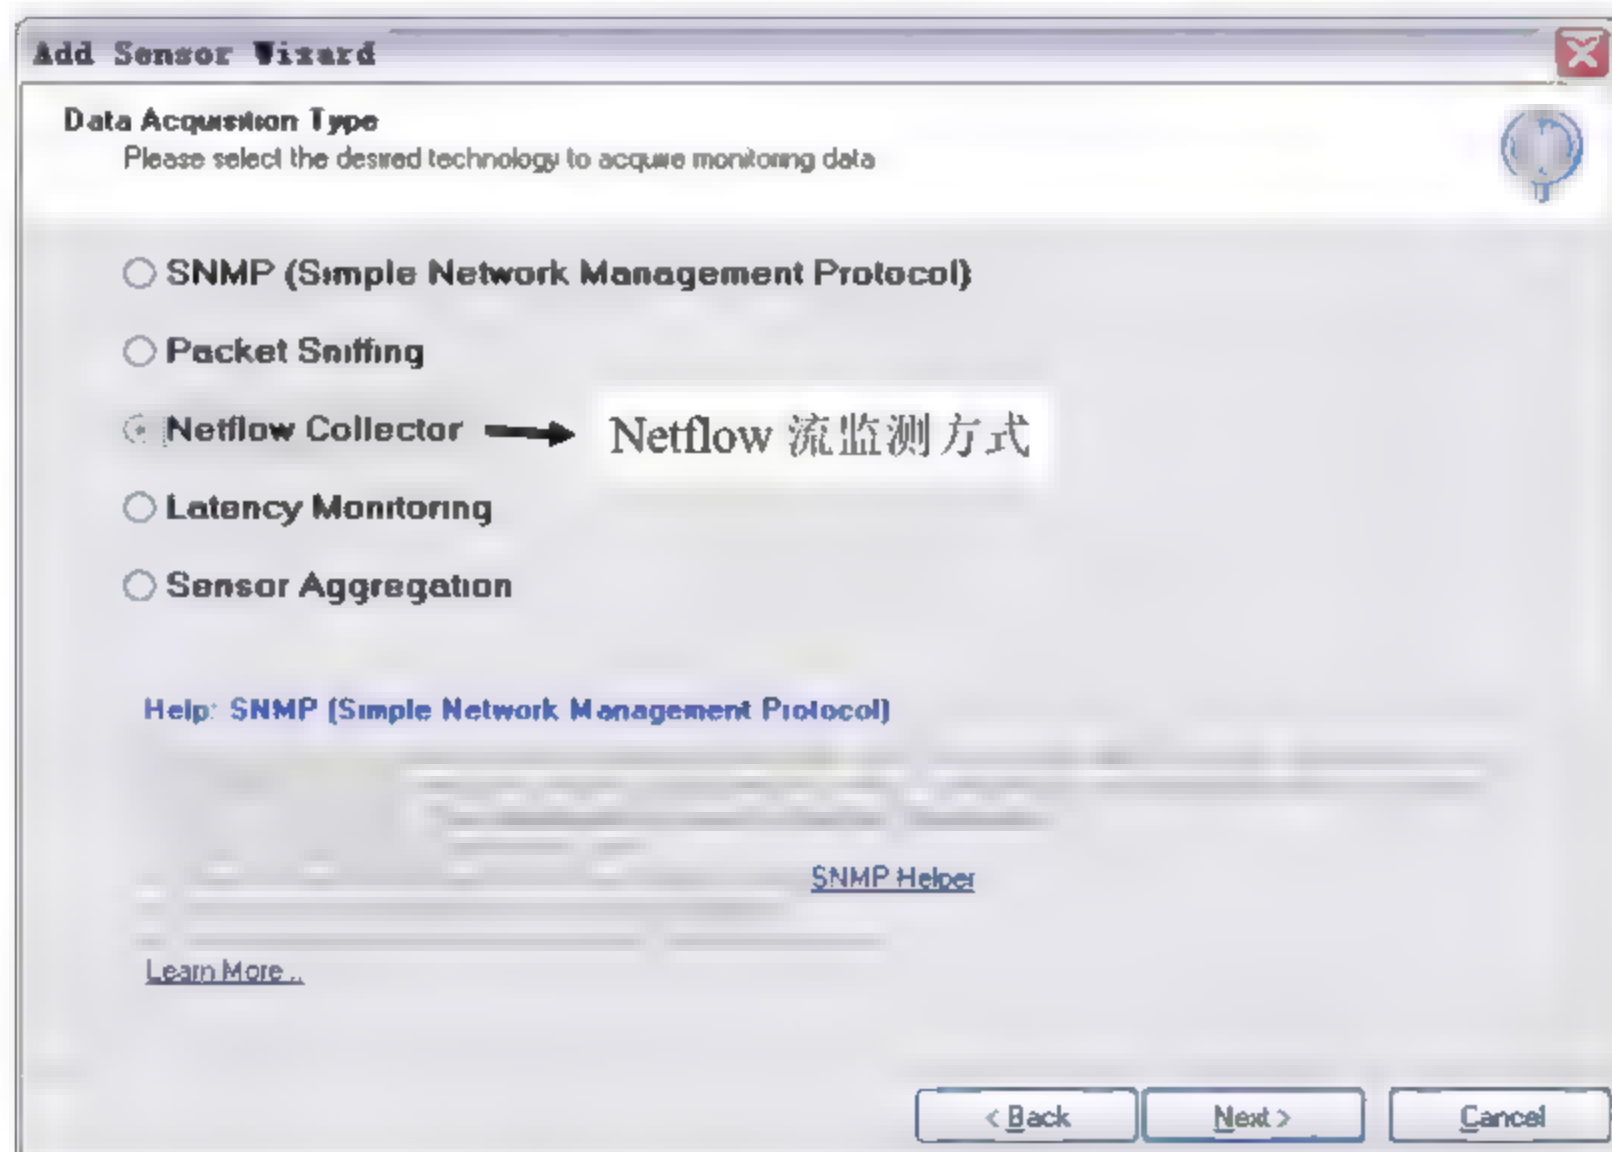 Add Sensor Wizard
Data Acquisition Type
Please select the desired technology to acquire monitoring data
SNMP (Simple Network Management Protocol)
Packet Sniffing
Netflow Collector
Netflow 流监测方式
Latency Monitoring
Sensor Aggregation
Help: SNMP (Simple Network Management Protocol)
SNMP Helper
Learn More...
< Back
Next >
Cancel